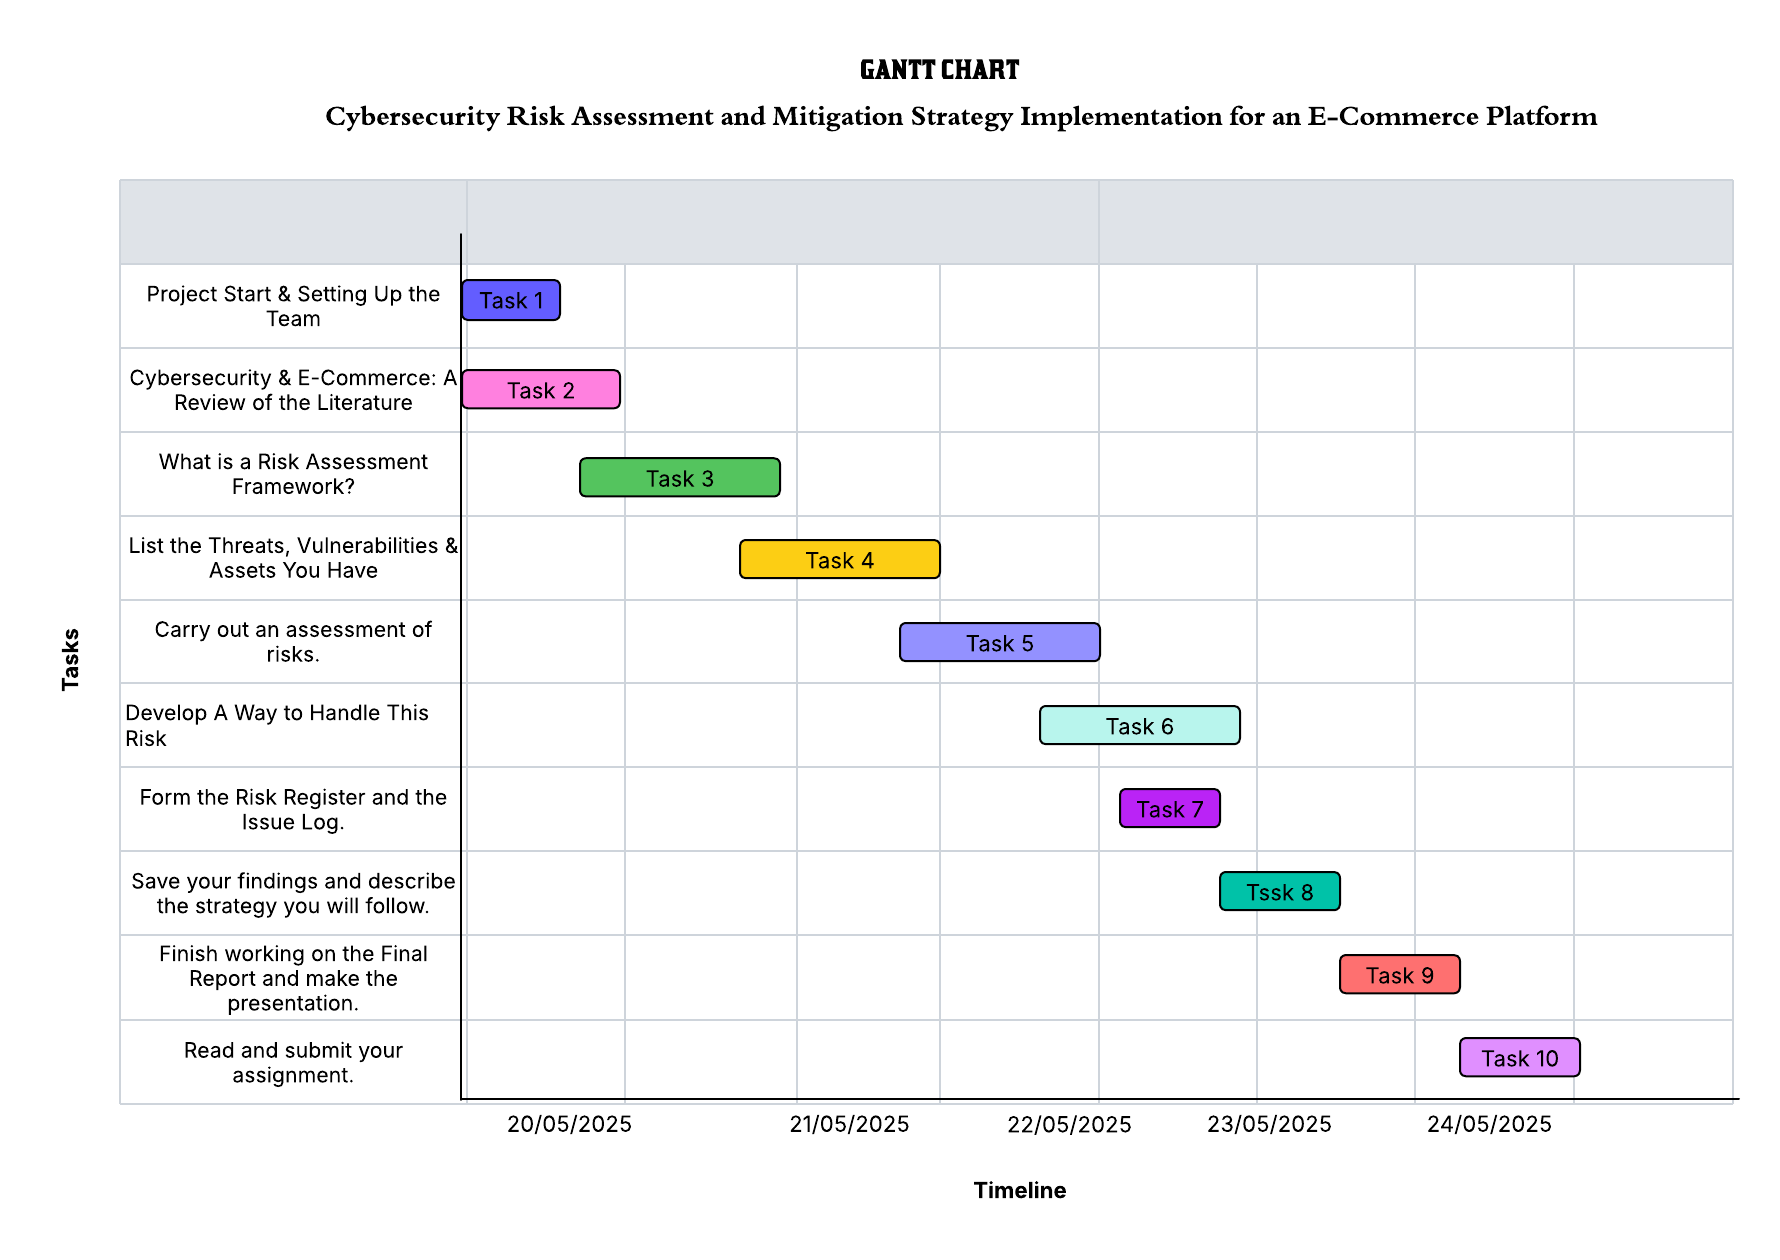 GANTT CHART
Cybersecurity Risk Assessment and Mitigation Strategy Implementation for an E-Commerce Platform
Tasks
Project Start & Setting Up the
Team
Task 1
Cybersecurity & E-Commerce: A
Review of the Literature
Task 2
What is a Risk Assessment
Framework?
Task 3
List the Threats, Vulnerabilities &
Assets You Have
Task 4
Carry out an assessment of
risks.
Task 5
Develop A Way to Handle This
Risk
Task 6
Form the Risk Register and the
Issue Log.
Task 7
Save your findings and describe
the strategy you will follow.
Tssk 8
Finish working on the Final
Report and make the
presentation.
Task 9
Read and submit your
assignment.
Task 10
20/05/2025
21/05/2025
22/05/2025
23/05/2025
24/05/2025
Timeline